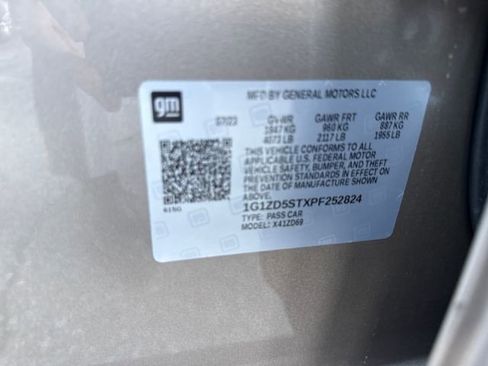 gm
MFD BY GENERAL MOTORS LLC
GVWR GAWR FRT GAWR RR
1847 KG 960 KG 887 KG
4073 LB 2117 LB 1955 LB
THIS VEHICLE CONFORMS TO ALL
APPLICABLE U.S. FEDERAL MOTOR
VEHICLE SAFETY, BUMPER, AND THEFT
PREVENTION STANDARDS IN EFFECT ON
THE DATE OF MANUFACTURE SHOWN
ABOVE.
1G1ZD5STXPF252824
TYPE: PASS CAR
MODEL: X41ZD69